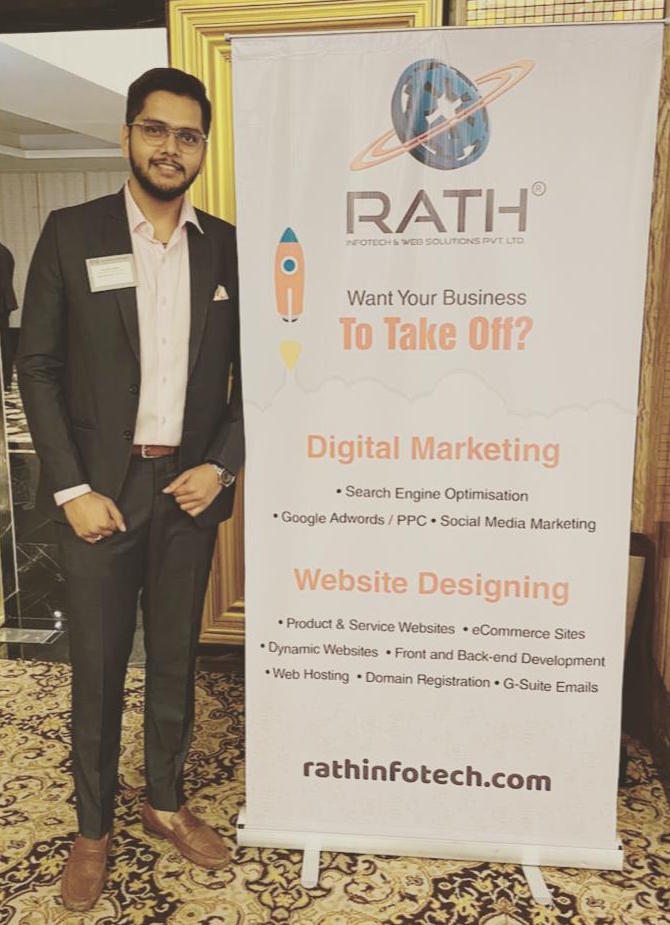 RATH®
INFOTECH & WEB SOLUTIONS PVT. LTD.
Want Your Business
To Take Off?
Digital Marketing
• Search Engine Optimisation
• Google Adwords / PPC • Social Media Marketing
Website Designing
• Product & Service Websites • eCommerce Sites
• Dynamic Websites • Front and Back-end Development
• Web Hosting • Domain Registration • G-Suite Emails
rathinfotech.com